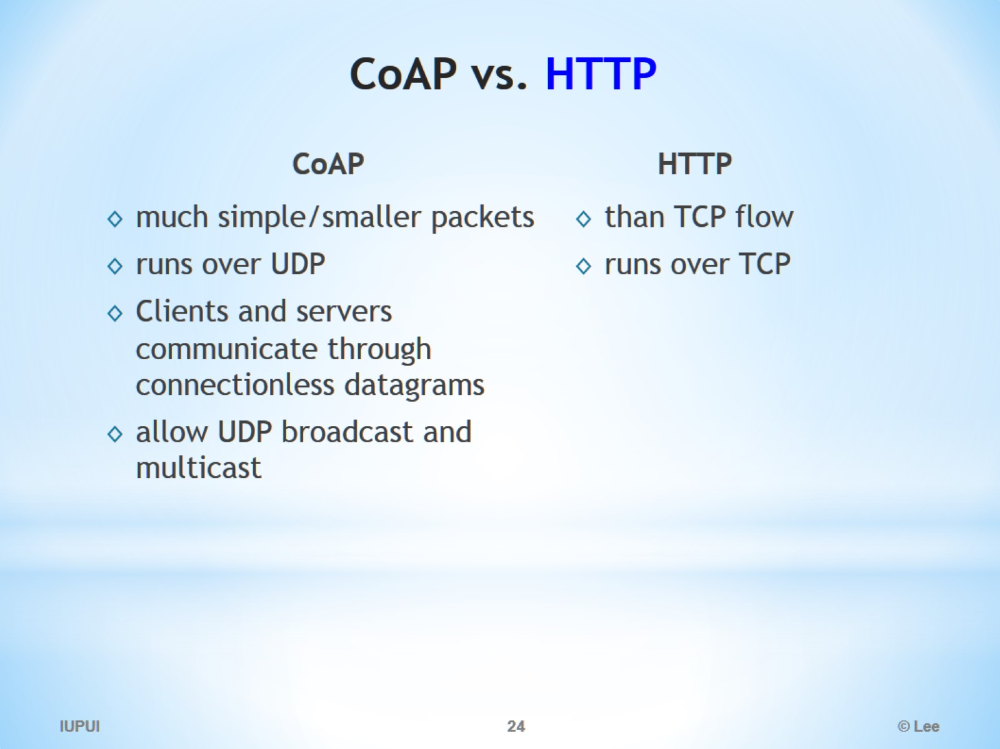 CoAP vs. HTTP
CoAP
◇ much simple/smaller packets
◇ runs over UDP
◇ Clients and servers
communicate through
connectionless datagrams
◇ allow UDP broadcast and
multicast
HTTP
◇ than TCP flow
◇ runs over TCP
IUPUI
24
© Lee